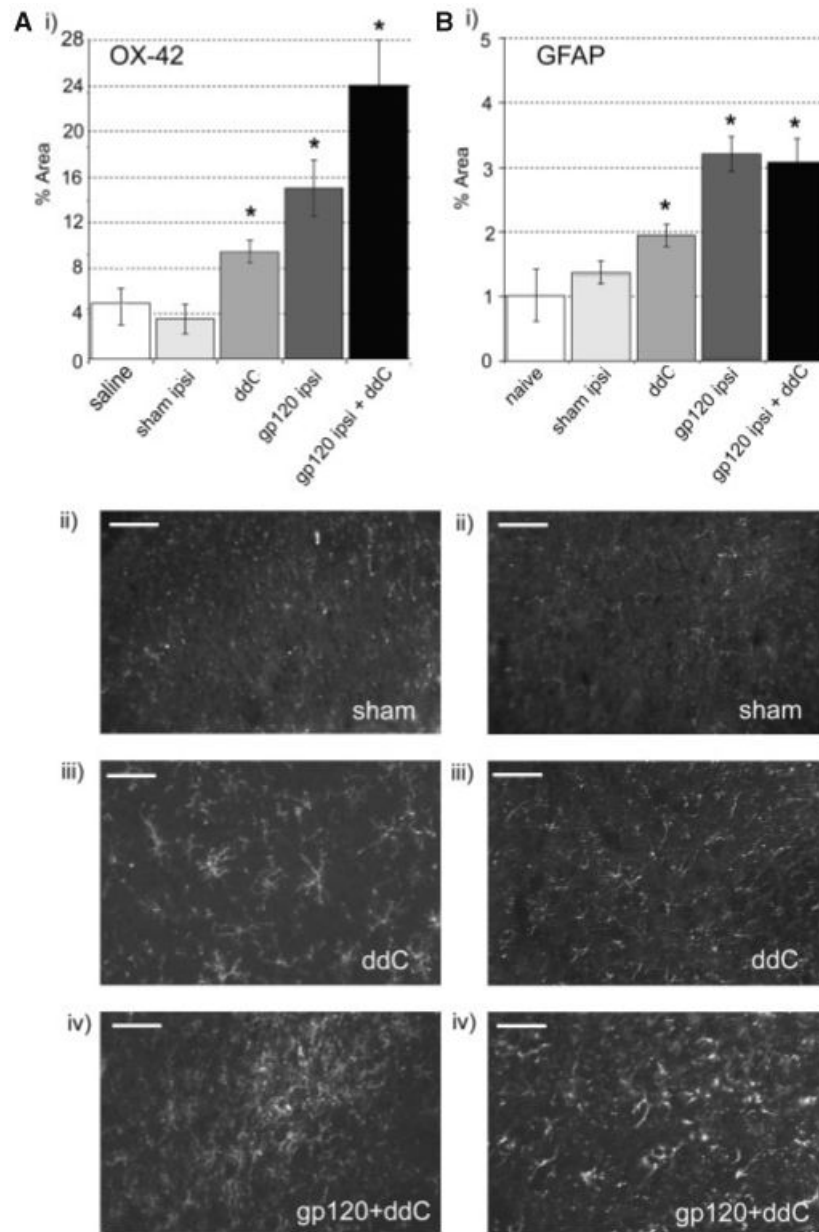 A i)
OX-42
% Area
28
24
20
16
12
8
4
0
saline
sham ipsi
ddC
gp120 ipsi
gp120 ipsi + ddC
*
*
*
B i)
GFAP
% Area
5
4
3
2
1
0
naive
sham ipsi
ddC
gp120 ipsi
gp120 ipsi + ddC
*
*
*
ii)
sham
ii)
sham
iii)
ddC
iii)
ddC
iv)
gp120+ddC
iv)
gp120+ddC